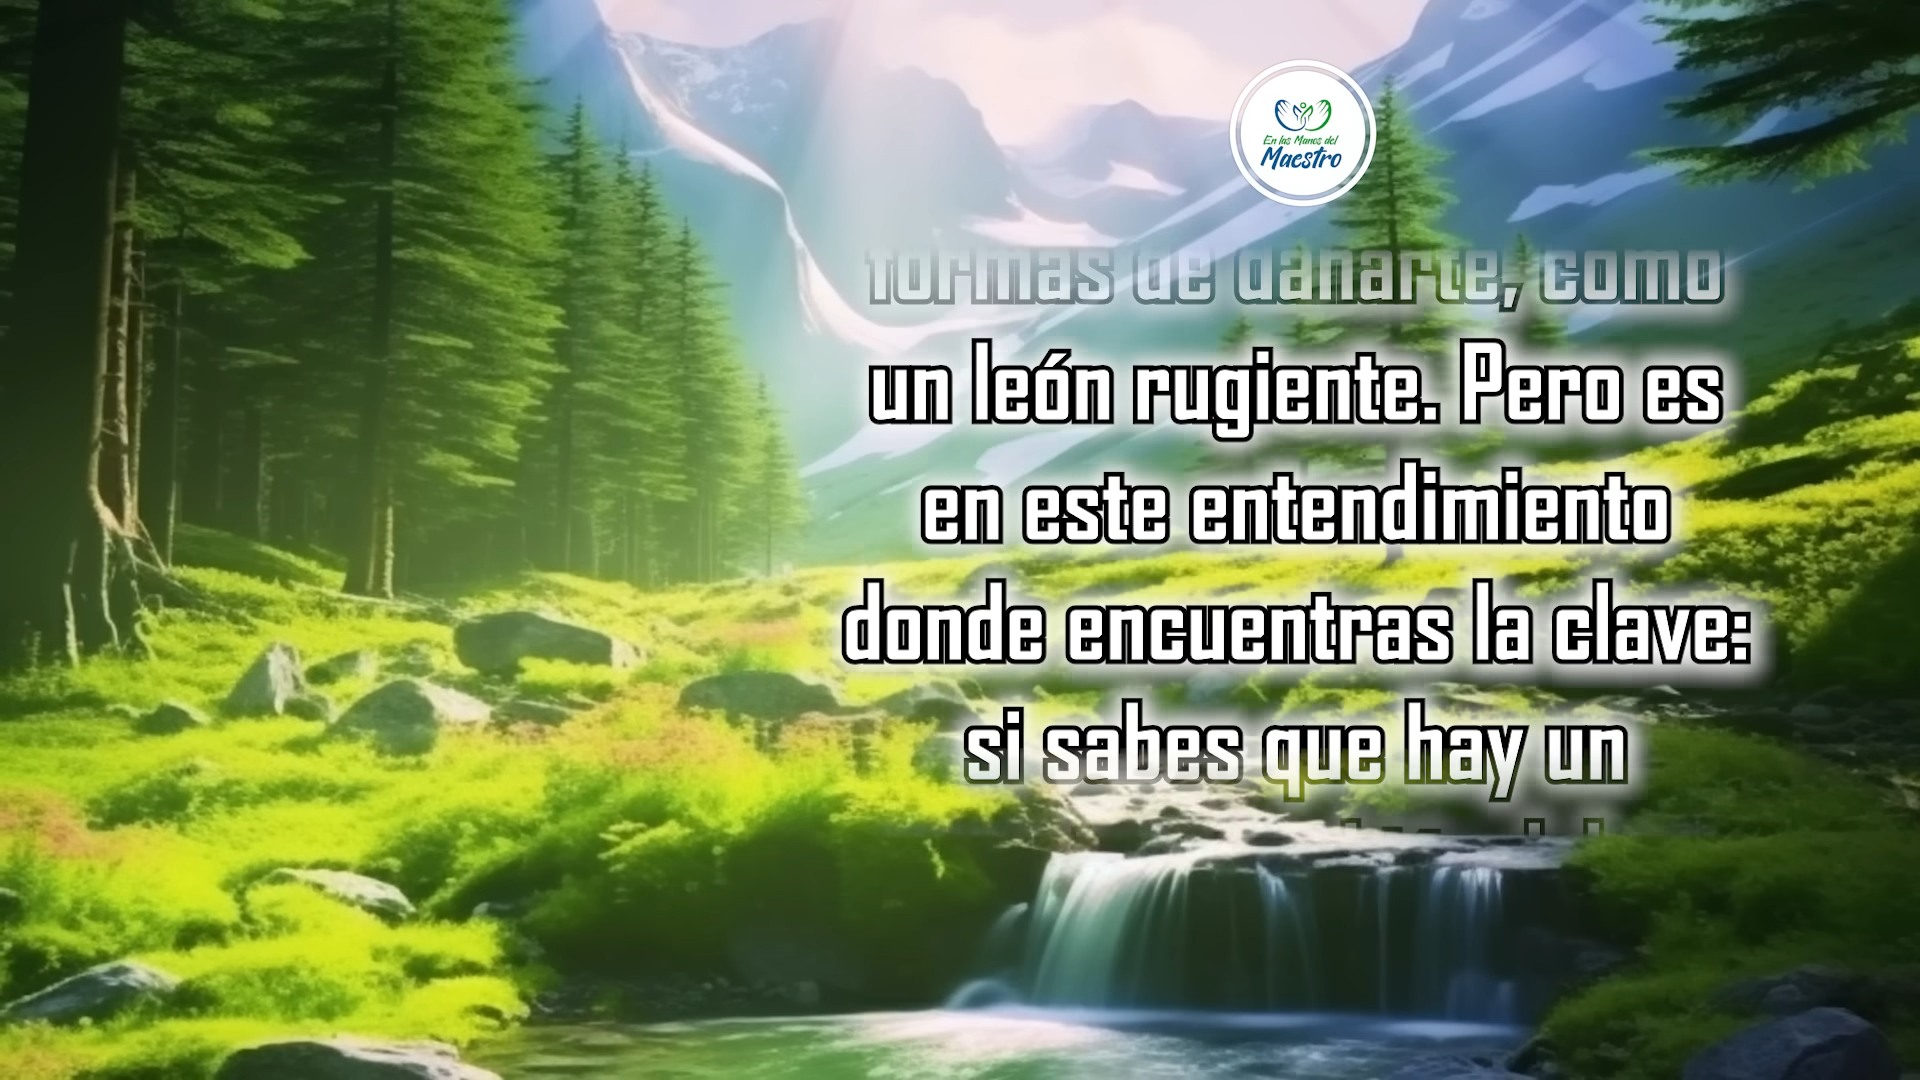 En las Manos del
Maestro
formas de dañarte, como
un león rugiente. Pero es
en este entendimiento
donde encuentras la clave:
si sabes que hay un